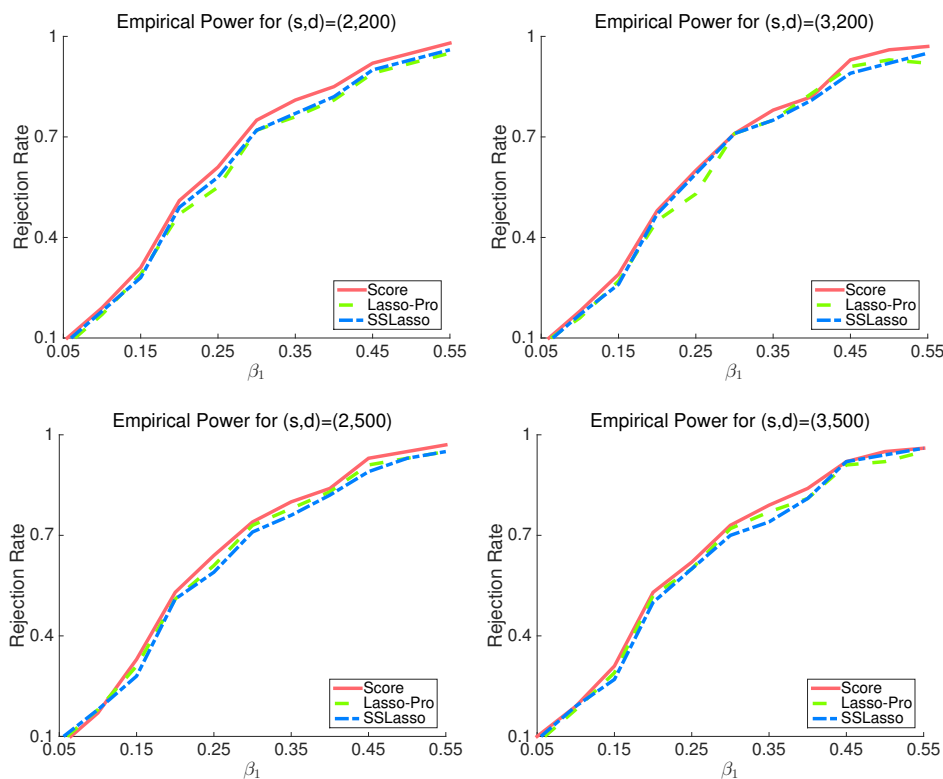 Empirical Power for (s,d)=(2,200)
Rejection Rate
1
0.7
0.4
0.1
0.05 0.15 0.25 0.35 0.45 0.55
β1
Score
Lasso-Pro
SSLasso
Empirical Power for (s,d)=(3,200)
Rejection Rate
1
0.7
0.4
0.1
0.05 0.15 0.25 0.35 0.45 0.55
β1
Score
Lasso-Pro
SSLasso
Empirical Power for (s,d)=(2,500)
Rejection Rate
1
0.7
0.4
0.1
0.05 0.15 0.25 0.35 0.45 0.55
β1
Score
Lasso-Pro
SSLasso
Empirical Power for (s,d)=(3,500)
Rejection Rate
1
0.7
0.4
0.1
0.05 0.15 0.25 0.35 0.45 0.55
β1
Score
Lasso-Pro
SSLasso